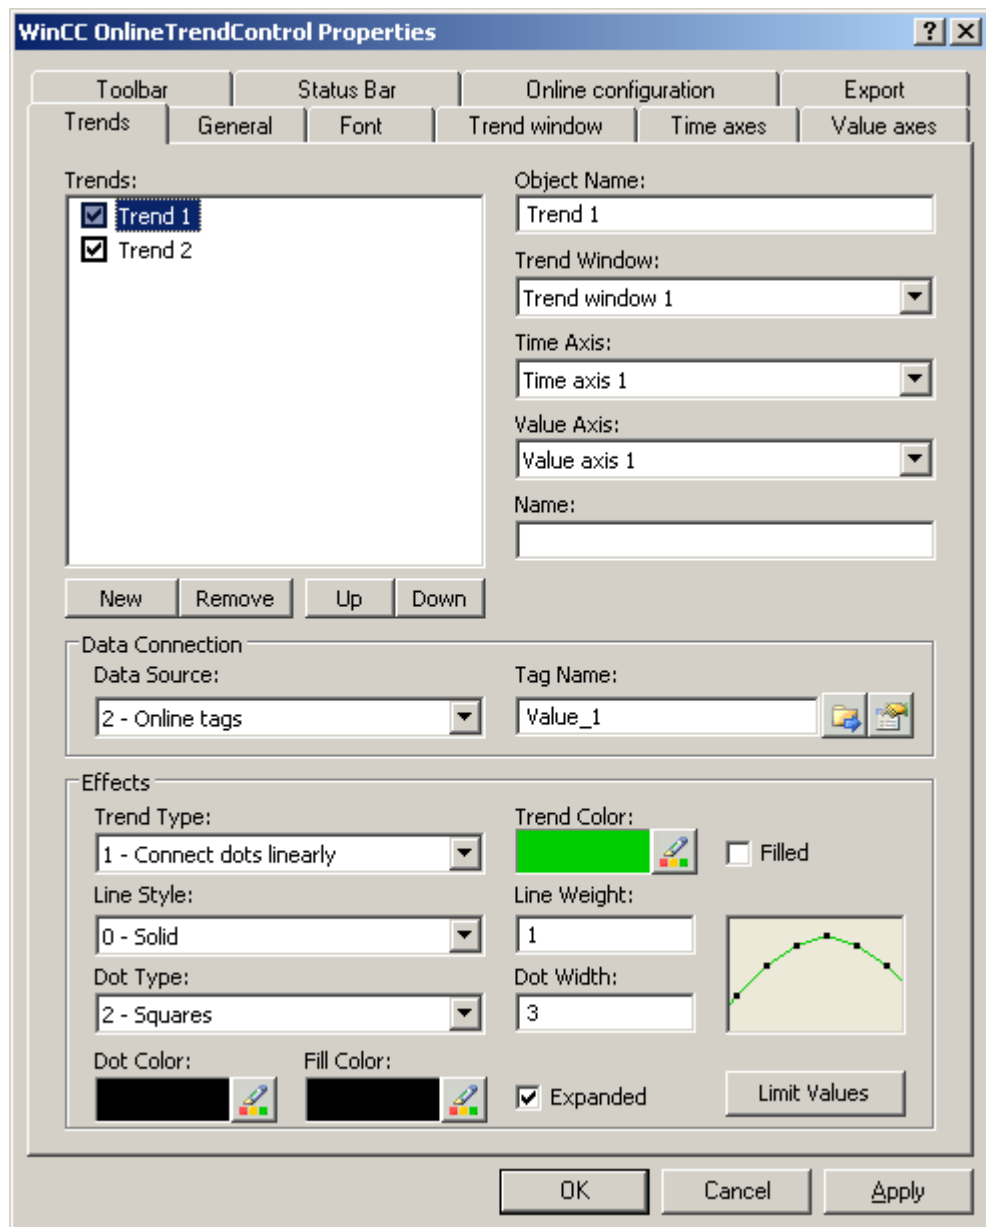 WinCC OnlineTrendControl Properties
Toolbar
Status Bar
Online configuration
Export
Trends
General
Font
Trend window
Time axes
Value axes
Trends:
Trend 1
Trend 2
New
Remove
Up
Down
Object Name:
Trend 1
Trend Window:
Trend window 1
Time Axis:
Time axis 1
Value Axis:
Value axis 1
Name:
Data Connection
Data Source:
2 - Online tags
Tag Name:
Value_1
Effects
Trend Type:
1 - Connect dots linearly
Trend Color:
Filled
Line Style:
0 - Solid
Line Weight:
1
Dot Type:
2 - Squares
Dot Width:
3
Dot Color:
Fill Color:
Expanded
Limit Values
OK
Cancel
Apply